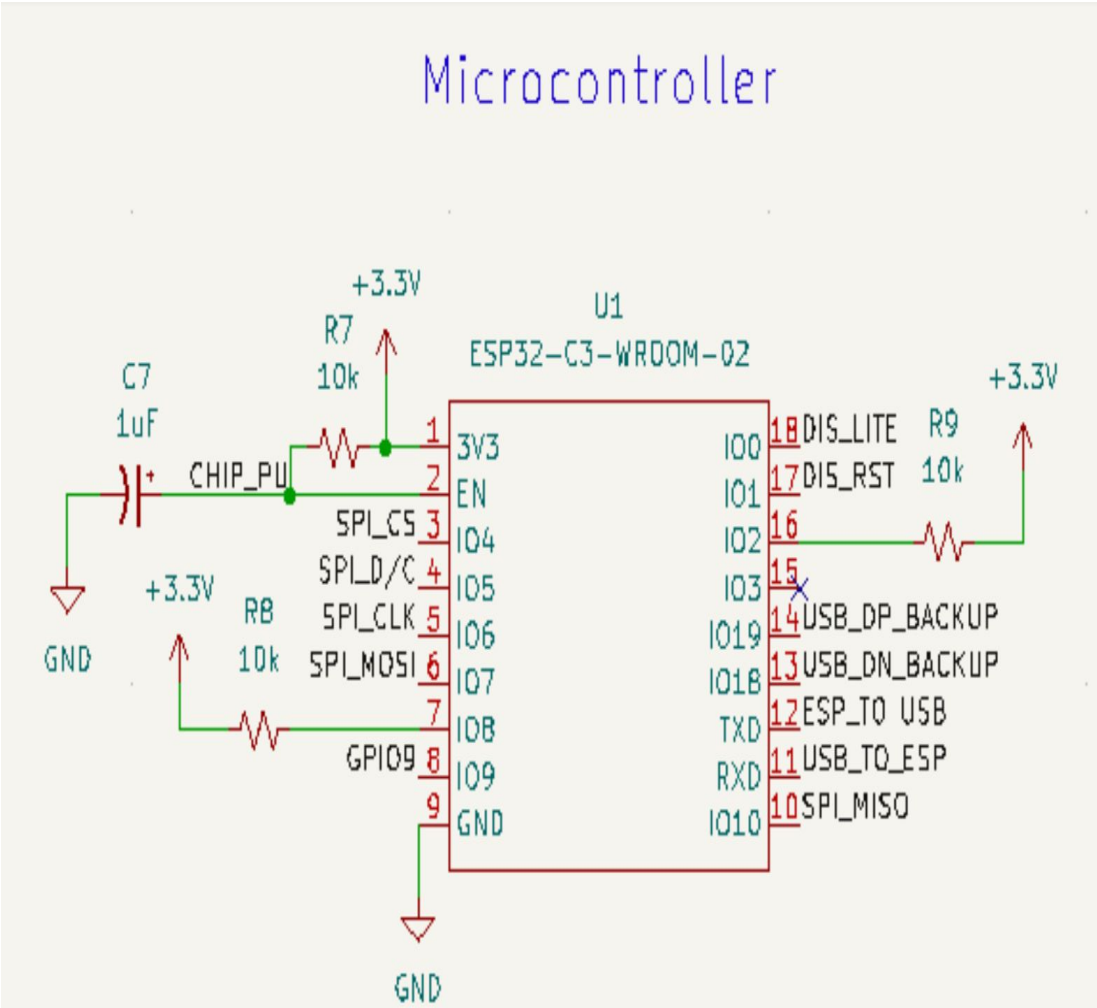 Microcontroller
+3.3V
R7
10k
U1
ESP32-C3-WROOM-02
C7
1uF
+3.3V
R9
10k
CHIP_PU
1 3V3
2 EN
SPI_CS 3 IO4
SPI_D/C 4 IO5
SPI_CLK 5 IO6
SPI_MOSI 6 IO7
7 IO8
GPIO9 8 IO9
9 GND
IO0 18 DIS_LITE
IO1 17 DIS_RST
IO2 16
IO3 15
IO19 14 USB_DP_BACKUP
IO18 13 USB_DN_BACKUP
TXD 12 ESP_TO USB
RXD 11 USB_TO_ESP
IO10 10 SPI_MISO
+3.3V
R8
10k
GND
GND